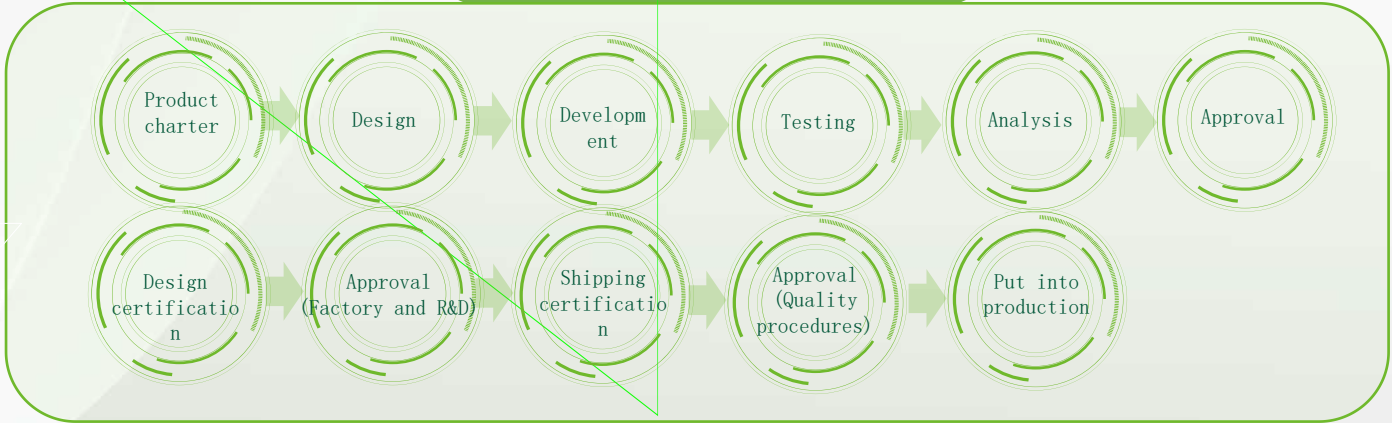 Product
charter
Design
Developm
ent
Testing
Analysis
Approval
Design
certificatio
n
Approval
(Factory and R&D)
Shipping
certificatio
n
Approval
(Quality
procedures)
Put into
production